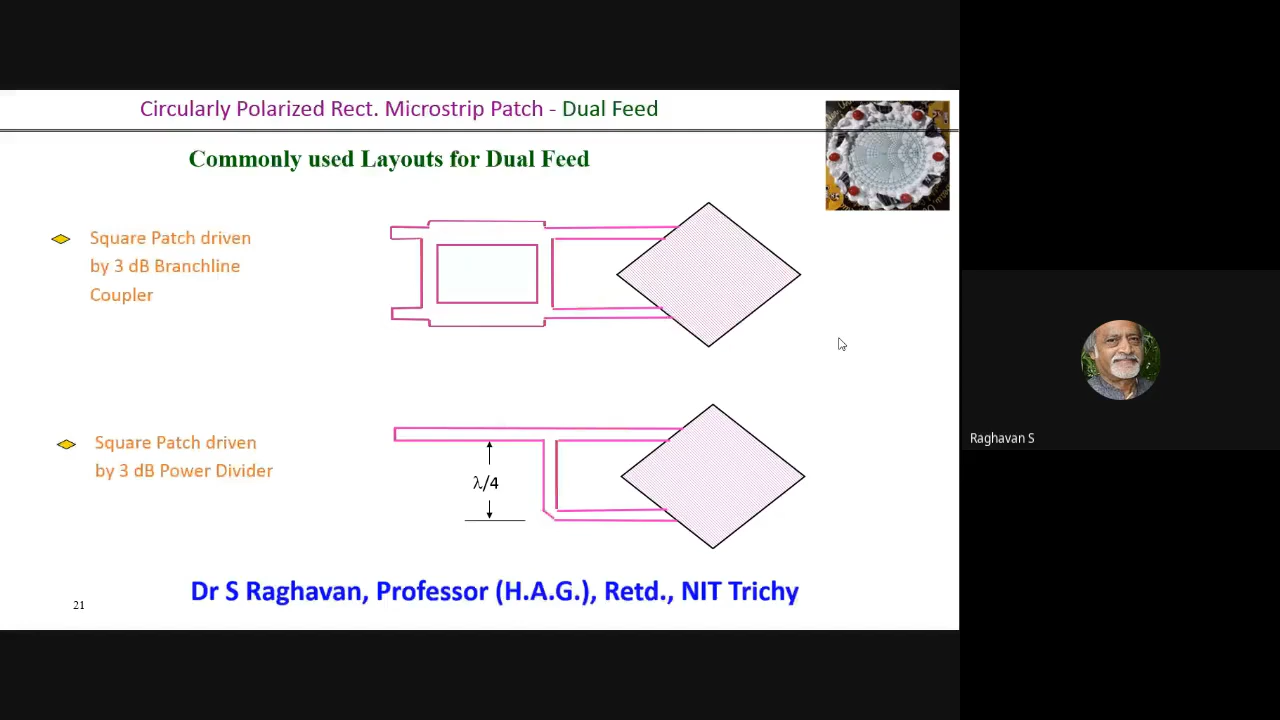 Circularly Polarized Rect. Microstrip Patch - Dual Feed
Commonly used Layouts for Dual Feed
Square Patch driven
by 3 dB Branchline
Coupler
Square Patch driven
by 3 dB Power Divider
λ/4
Raghavan S
Dr S Raghavan, Professor (H.A.G.), Retd., NIT Trichy
21